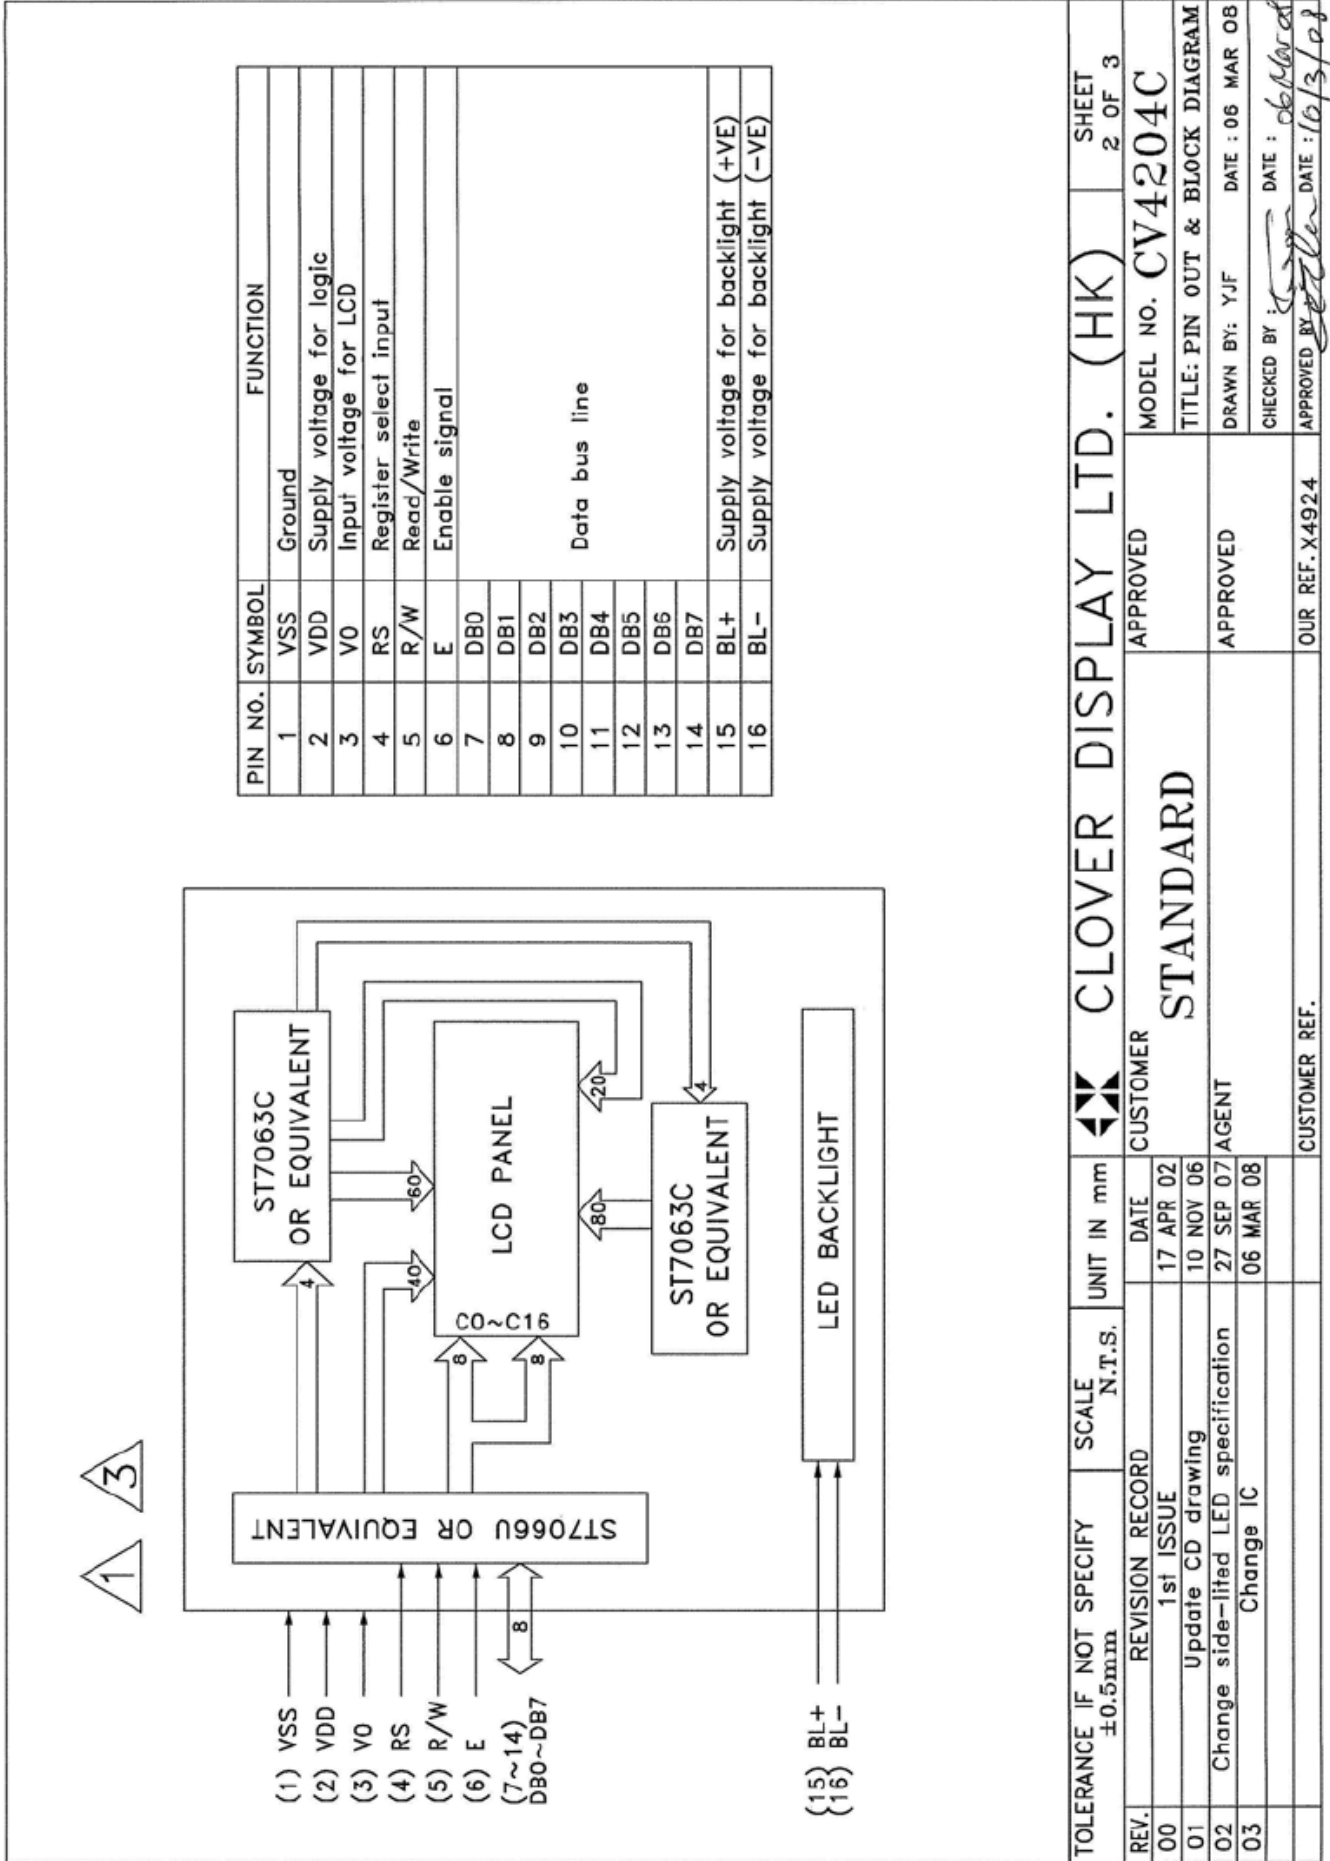 1 3
(1) VSS
(2) VDD
(3) V0
(4) RS
(5) R/W
(6) E
(7~14)
DB0~DB7
8
(15) BL+
(16) BL-
ST7066U OR EQUIVALENT
4
ST7063C
OR EQUIVALENT
40
60
8
8
C0~C16
LCD PANEL
20
80
4
ST7063C
OR EQUIVALENT
LED BACKLIGHT
PIN NO. SYMBOL FUNCTION
1 VSS Ground
2 VDD Supply voltage for logic
3 V0 Input voltage for LCD
4 RS Register select input
5 R/W Read/Write
6 E Enable signal
7 DB0
8 DB1
9 DB2
10 DB3 Data bus line
11 DB4
12 DB5
13 DB6
14 DB7
15 BL+ Supply voltage for backlight (+VE)
16 BL- Supply voltage for backlight (-VE)
TOLERANCE IF NOT SPECIFY
±0.5mm
SCALE
N.T.S.
UNIT IN mm
CLOVER DISPLAY LTD. (HK)
SHEET
2 OF 3
REV. REVISION RECORD DATE
00 1st ISSUE 17 APR 02
01 Update CD drawing 10 NOV 06
02 Change side-lited LED specification 27 SEP 07
03 Change IC 06 MAR 08
CUSTOMER
STANDARD
AGENT
CUSTOMER REF.
APPROVED
APPROVED
OUR REF. X4924
MODEL NO. CV4204C
TITLE: PIN OUT & BLOCK DIAGRAM
DRAWN BY: YJF DATE : 06 MAR 08
CHECKED BY : DATE : 06 Mar 08
APPROVED BY DATE : 10/3/08